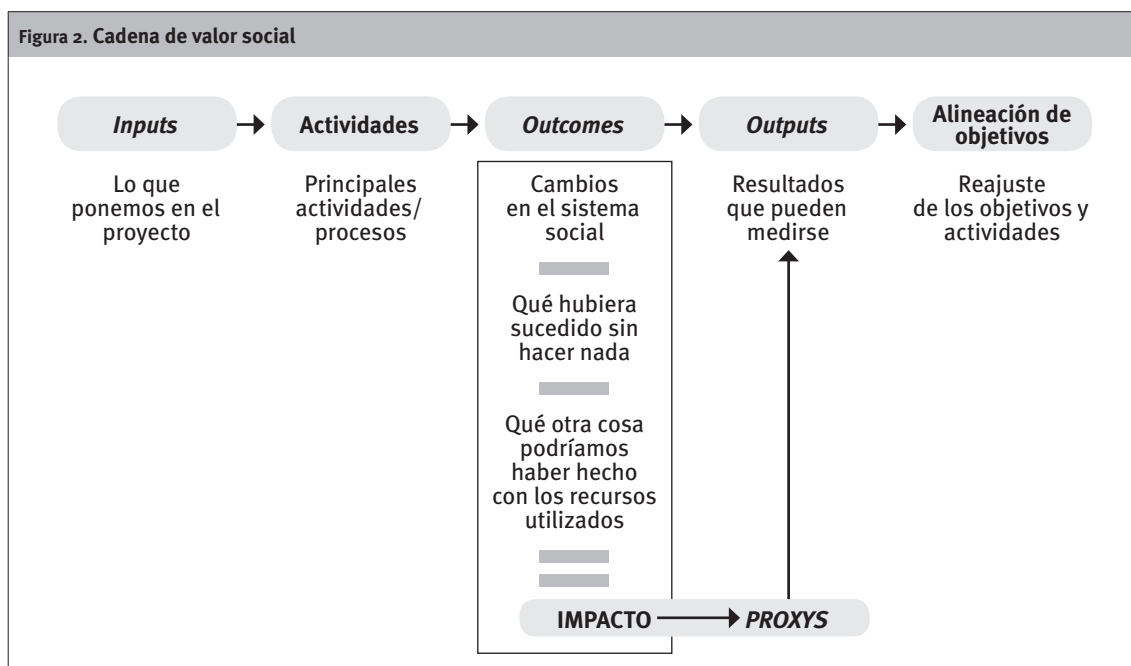 Figura 2. Cadena de valor social
Inputs
Actividades
Outcomes
Outputs
Alineación de
objetivos
Lo que
ponemos en el
proyecto
Principales
actividades/
procesos
Cambios
en el sistema
social
Resultados
que pueden
medirse
Reajuste
de los objetivos y
actividades
Qué hubiera
sucedido sin
hacer nada
Qué otra cosa
podríamos
haber hecho
con los recursos
utilizados
IMPACTO
PROXYS